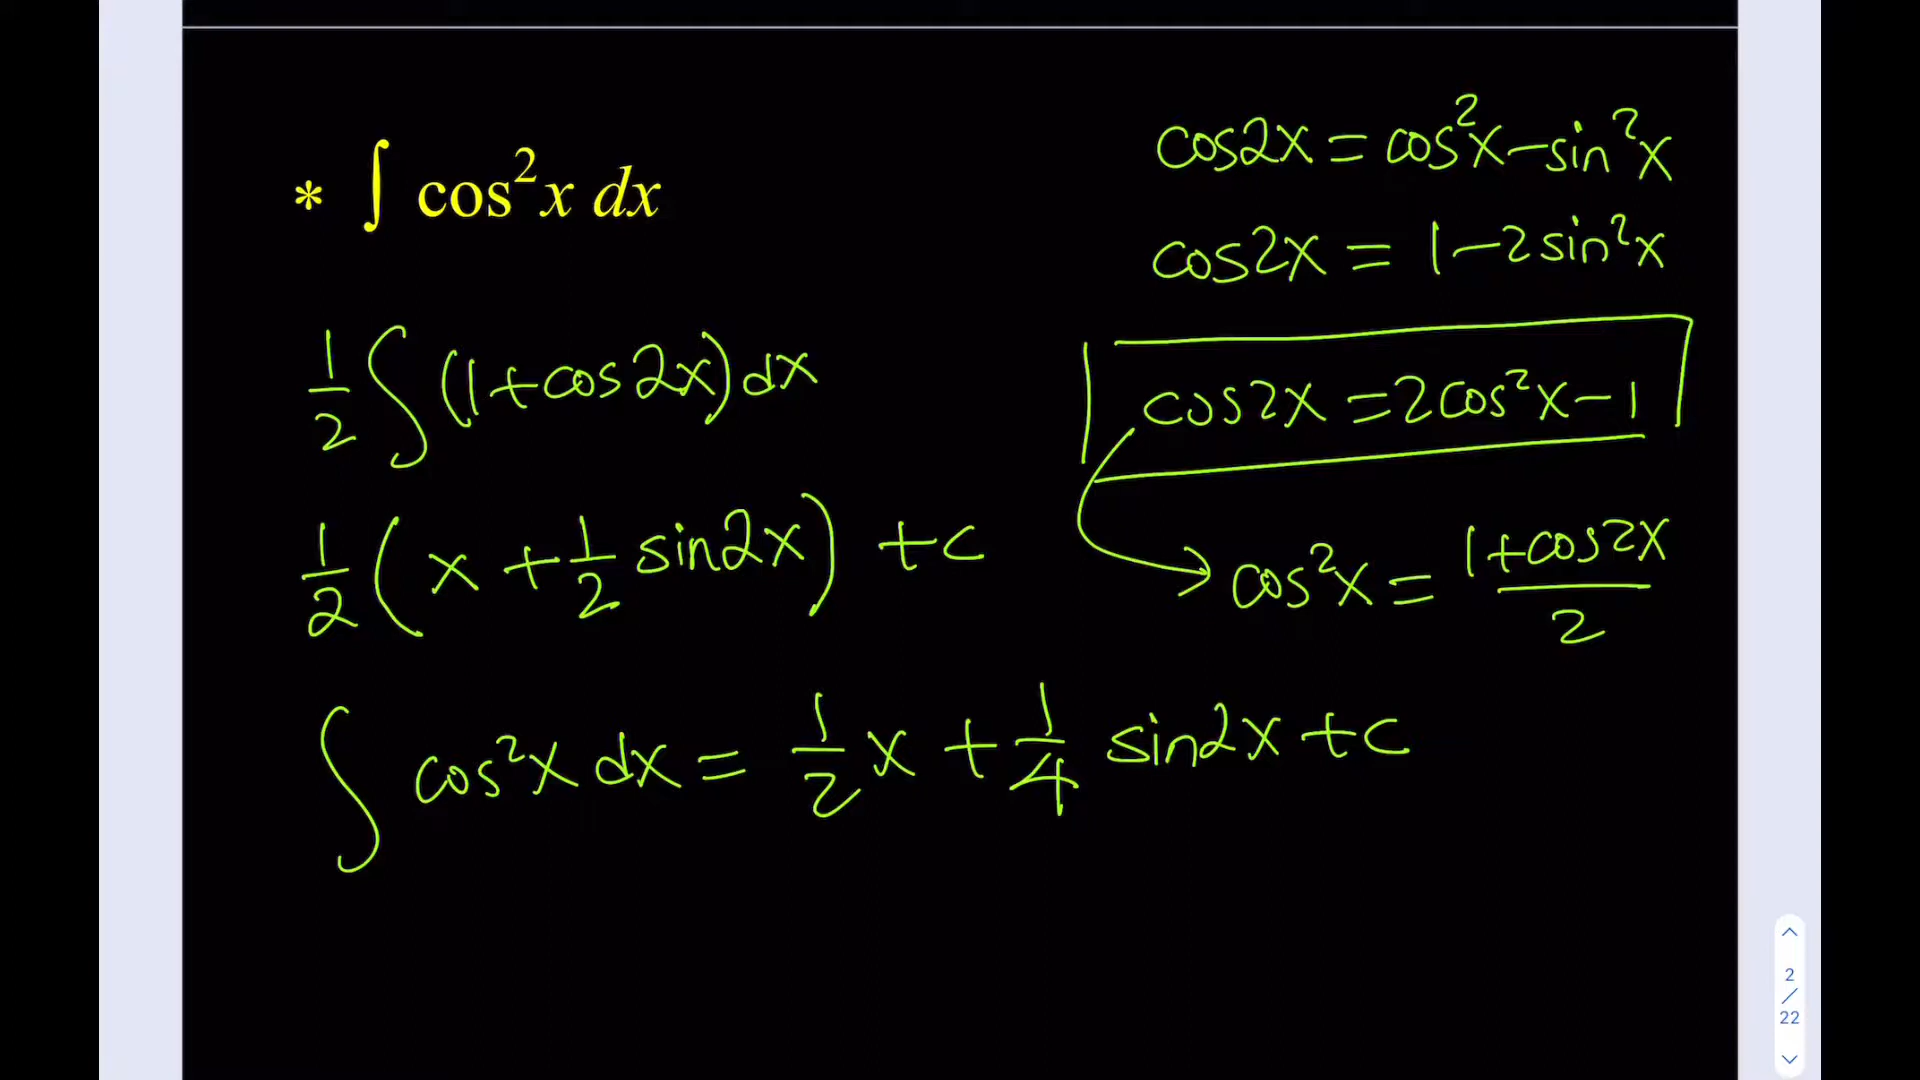 * ∫ cos²x dx
cos2x = cos²x − sin²x
cos2x = 1 − 2sin²x
1/2 ∫ (1 + cos2x) dx
cos2x = 2cos²x − 1
1/2 ( x + 1/2 sin2x ) + c
cos²x = (1 + cos2x)/2
∫ cos²x dx = 1/2 x + 1/4 sin2x + c
2
/
22